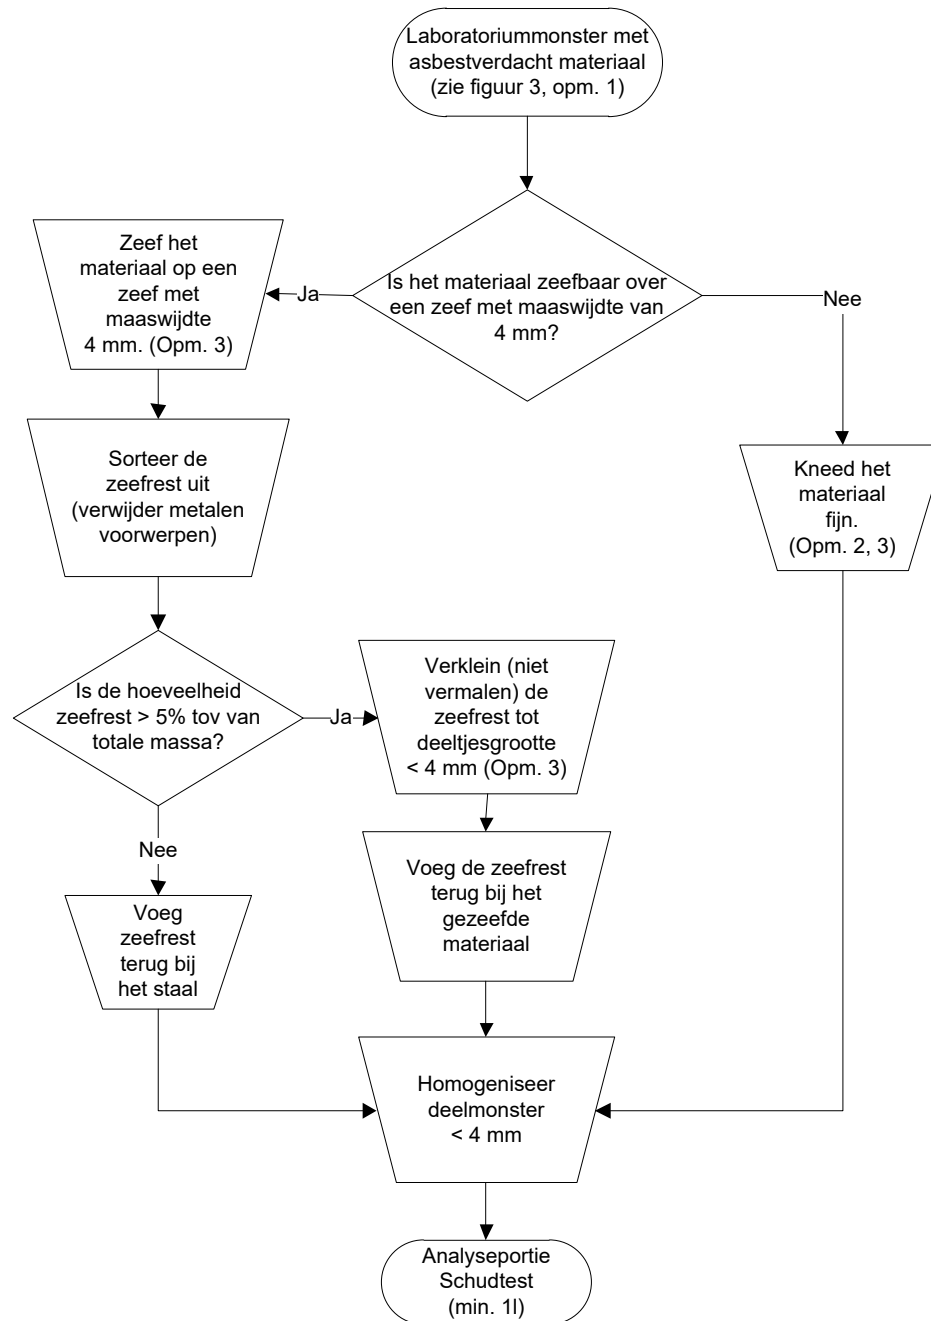 Laboratoriummonster met
asbestverdacht materiaal
(zie figuur 3, opm. 1)
Is het materiaal zeefbaar over
een zeef met maaswijdte van
4 mm?
Ja
Nee
Zeef het
materiaal op een
zeef met
maaswijdte
4 mm. (Opm. 3)
Sorteer de
zeefrest uit
(verwijder metalen
voorwerpen)
Kneed het
materiaal
fijn.
(Opm. 2, 3)
Is de hoeveelheid
zeefrest > 5% tov van
totale massa?
Ja
Verklein (niet
vermalen) de
zeefrest tot
deeltjesgrootte
< 4 mm (Opm. 3)
Nee
Voeg de zeefrest
terug bij het
gezeefde
materiaal
Voeg
zeefrest
terug bij
het staal
Homogeniseer
deelmonster
< 4 mm
Analyseportie
Schudtest
(min. 1l)